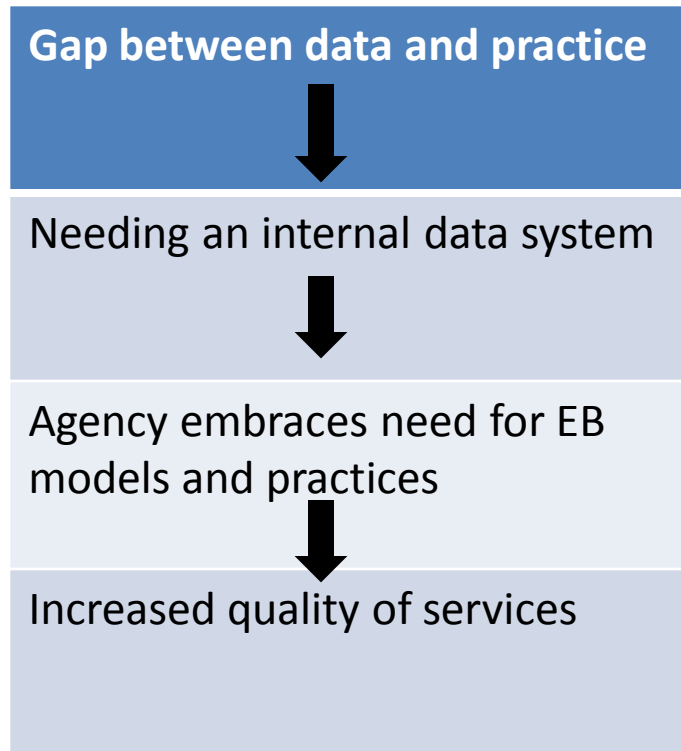 Gap between data and practice
Needing an internal data system
Agency embraces need for EB
models and practices
Increased quality of services